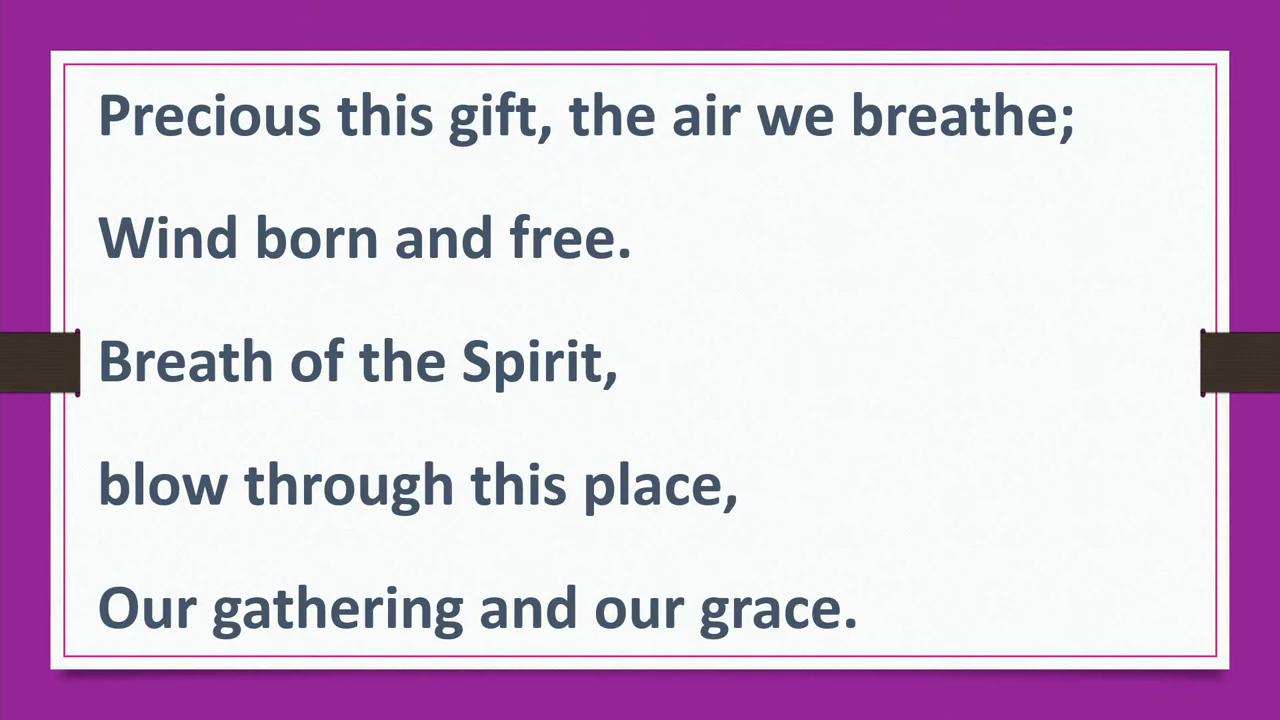 Precious this gift, the air we breathe;
Wind born and free.
Breath of the Spirit,
blow through this place,
Our gathering and our grace.